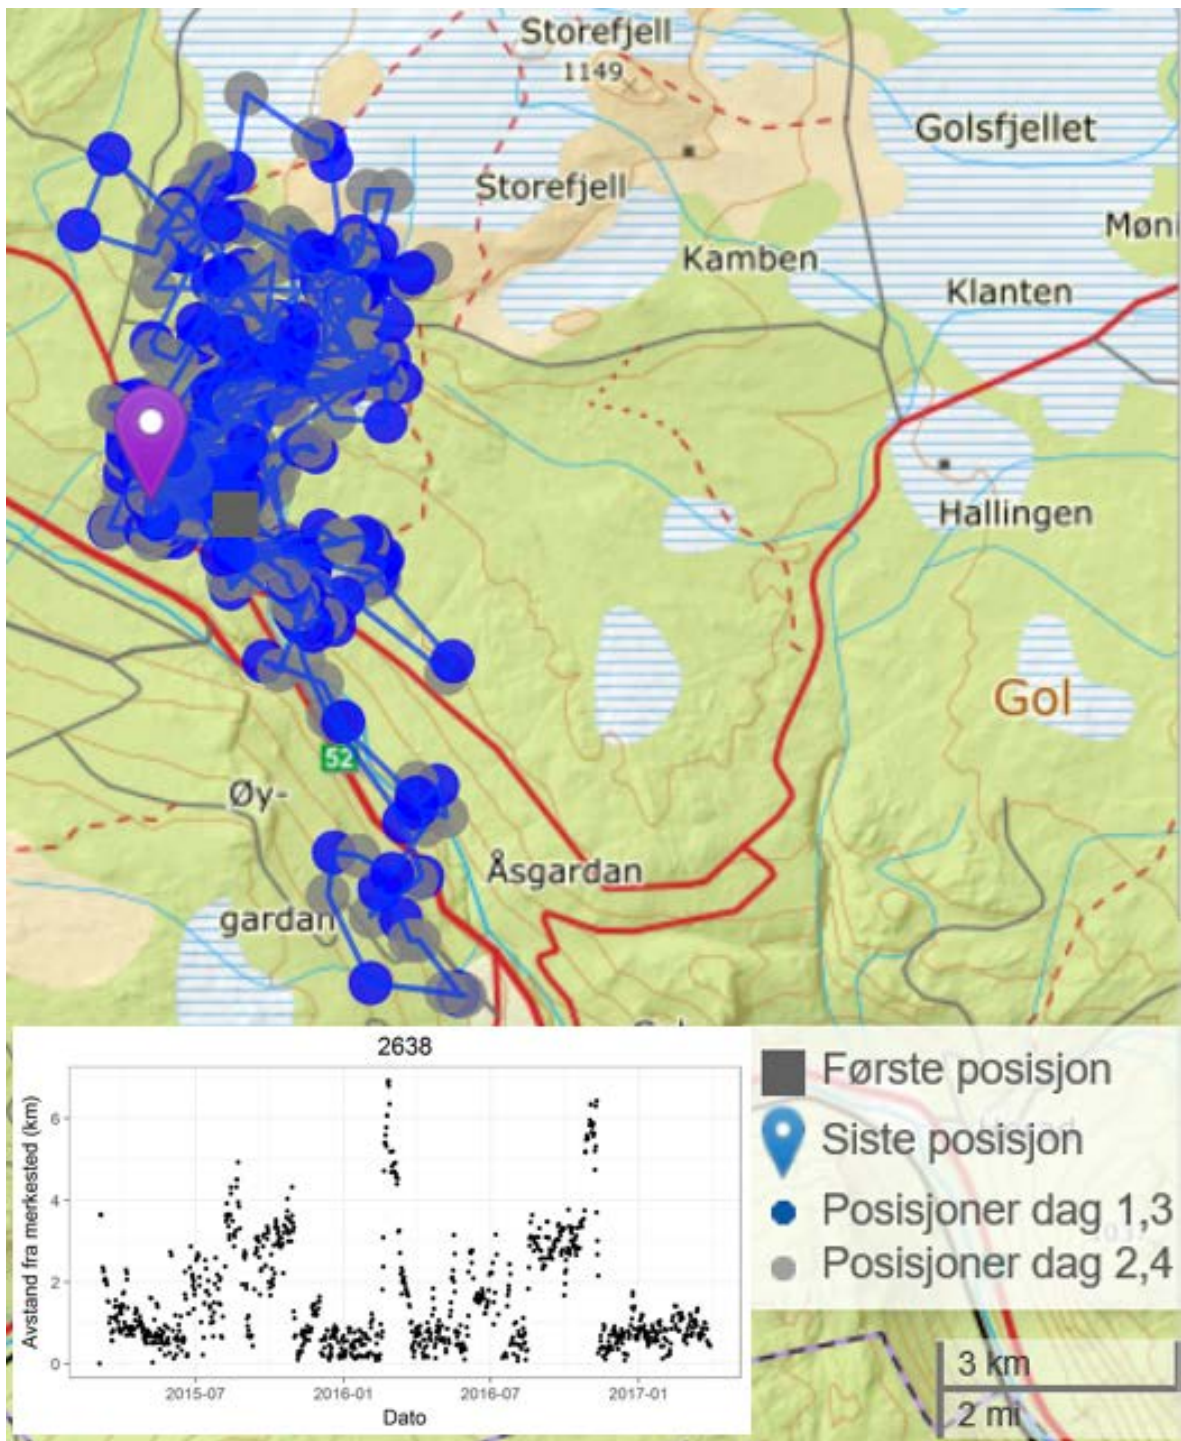 Storefjell
1149
Golsfjellet
Storefjell
Møni
Kamben
Klanten
Hallingen
Gol
52
Øy-
gardan
Åsgardan
2638
Avstand fra merkested (km)
6
4
2
0
2015-07
2016-01
2016-07
2017-01
Dato
Første posisjon
Siste posisjon
Posisjoner dag 1,3
Posisjoner dag 2,4
3 km
2 mi